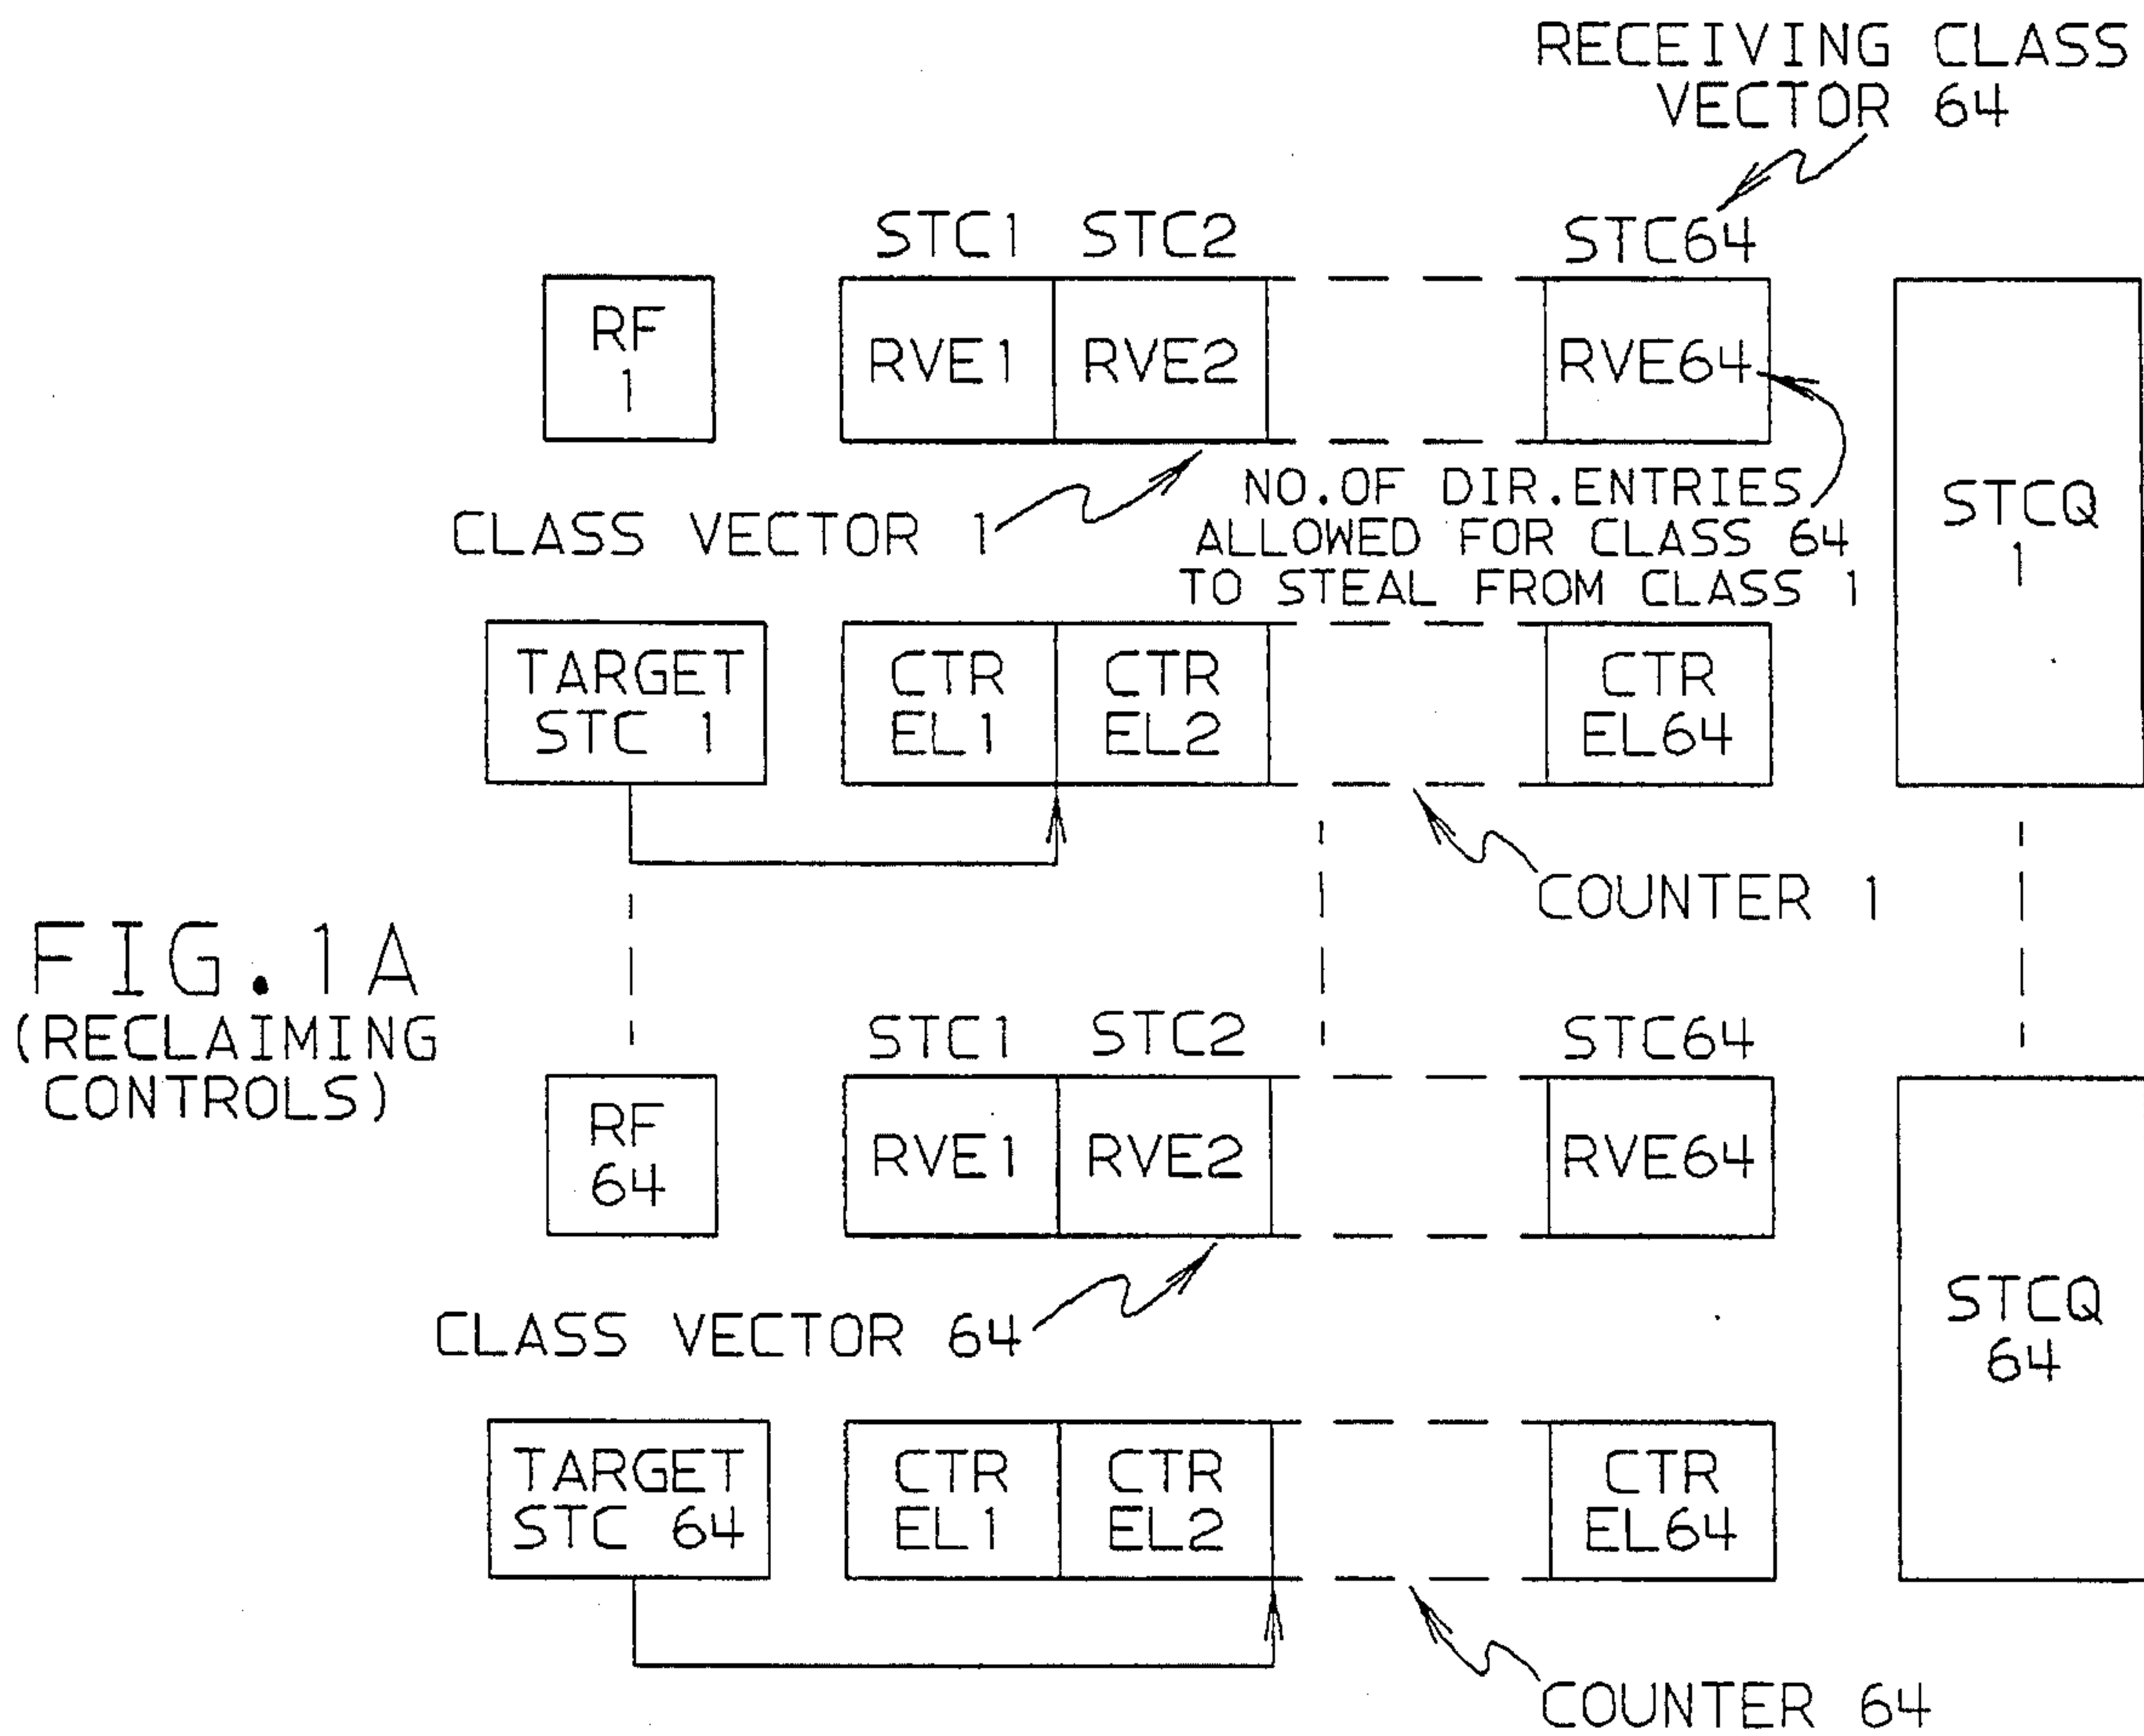 RECEIVING CLASS
VECTOR 64
STC1 STC2 STC64
RF
1
RVE1 RVE2 RVE64
CLASS VECTOR 1
NO.OF DIR.ENTRIES
ALLOWED FOR CLASS 64
TO STEAL FROM CLASS 1
STCQ
1
TARGET
STC 1
CTR
EL1
CTR
EL2
CTR
EL64
COUNTER 1
FIG.1A
(RECLAIMING
CONTROLS)
STC1 STC2 STC64
RF
64
RVE1 RVE2 RVE64
CLASS VECTOR 64
STCQ
64
TARGET
STC 64
CTR
EL1
CTR
EL2
CTR
EL64
COUNTER 64